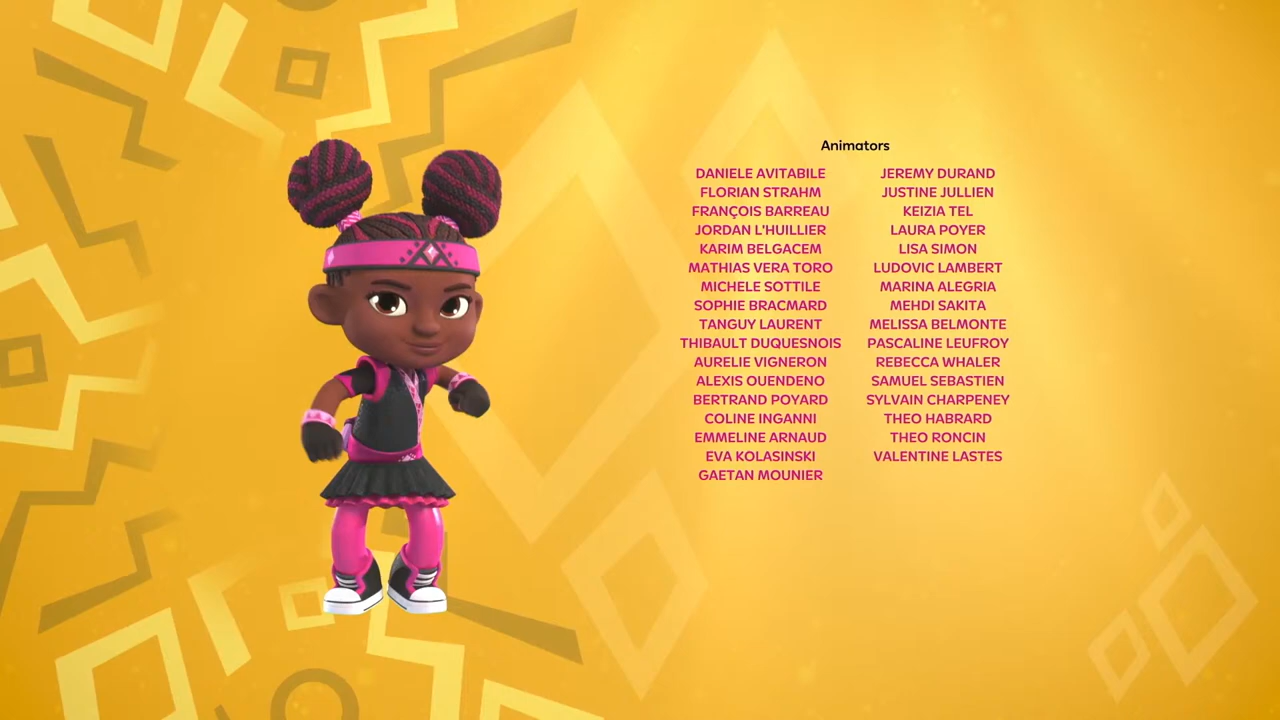 Animators
DANIELE AVITABILE
FLORIAN STRAHM
FRANÇOIS BARREAU
JORDAN L'HUILLIER
KARIM BELGACEM
MATHIAS VERA TORO
MICHELE SOTTILE
SOPHIE BRACMARD
TANGUY LAURENT
THIBAULT DUQUESNOIS
AURELIE VIGNERON
ALEXIS OUENDENO
BERTRAND POYARD
COLINE INGANNI
EMMELINE ARNAUD
EVA KOLASINSKI
GAETAN MOUNIER
JEREMY DURAND
JUSTINE JULLIEN
KEIZIA TEL
LAURA POYER
LISA SIMON
LUDOVIC LAMBERT
MARINA ALEGRIA
MEHDI SAKITA
MELISSA BELMONTE
PASCALINE LEUFROY
REBECCA WHALER
SAMUEL SEBASTIEN
SYLVAIN CHARPENEY
THEO HABRARD
THEO RONCIN
VALENTINE LASTES